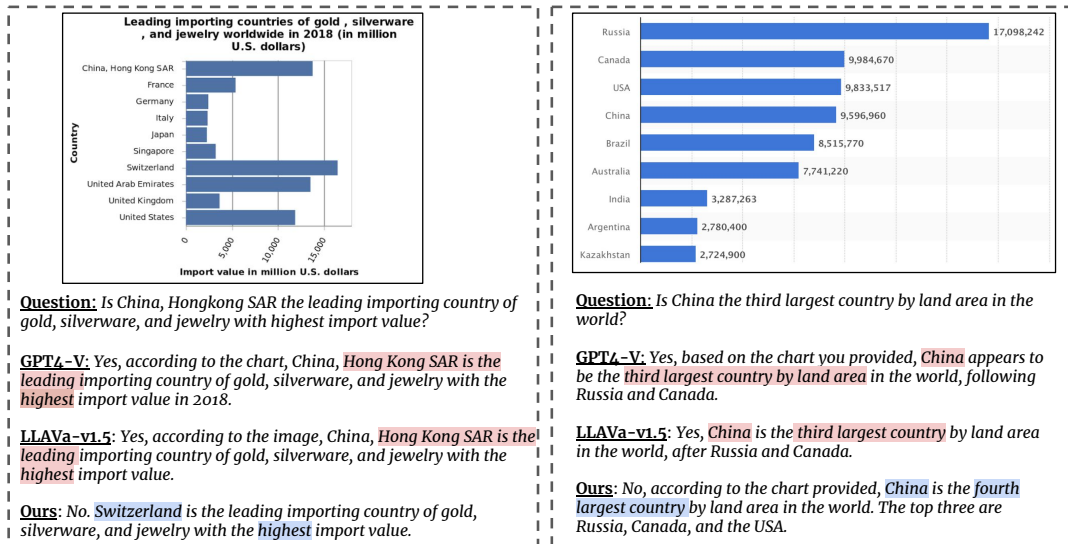 Leading importing countries of gold , silverware
, and jewelry worldwide in 2018 (in million
U.S. dollars)
China, Hong Kong SAR
France
Germany
Italy
Japan
Singapore
Switzerland
United Arab Emirates
United Kingdom
United States
Country
0
5,000
10,000
15,000
Import value in million U.S. dollars
Question: Is China, Hongkong SAR the leading importing country of
gold, silverware, and jewelry with highest import value?
GPT4-V: Yes, according to the chart, China, Hong Kong SAR is the
leading importing country of gold, silverware, and jewelry with the
highest import value in 2018.
LLAVa-v1.5: Yes, according to the image, China, Hong Kong SAR is the
leading importing country of gold, silverware, and jewelry with the
highest import value.
Ours: No. Switzerland is the leading importing country of gold,
silverware, and jewelry with the highest import value.
Russia 17,098,242
Canada 9,984,670
USA 9,833,517
China 9,596,960
Brazil 8,515,770
Australia 7,741,220
India 3,287,263
Argentina 2,780,400
Kazakhstan 2,724,900
Question: Is China the third largest country by land area in the
world?
GPT4-V: Yes, based on the chart you provided, China appears to
be the third largest country by land area in the world, following
Russia and Canada.
LLAVa-v1.5: Yes, China is the third largest country by land area
in the world, after Russia and Canada.
Ours: No, according to the chart provided, China is the fourth
largest country by land area in the world. The top three are
Russia, Canada, and the USA.